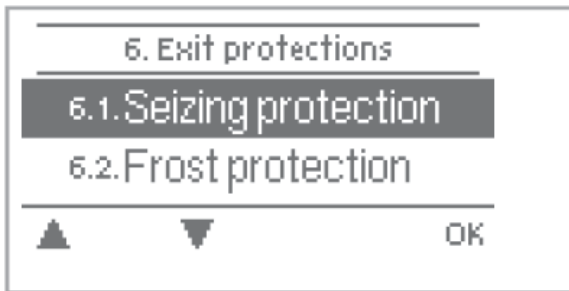 6. Exit protections
6.1.Seizing protection
6.2.Frost protection
▲ ▼ OK